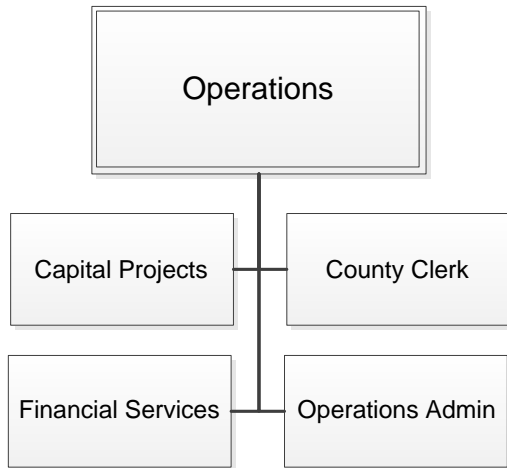 Operations
Capital Projects
County Clerk
Financial Services
Operations Admin